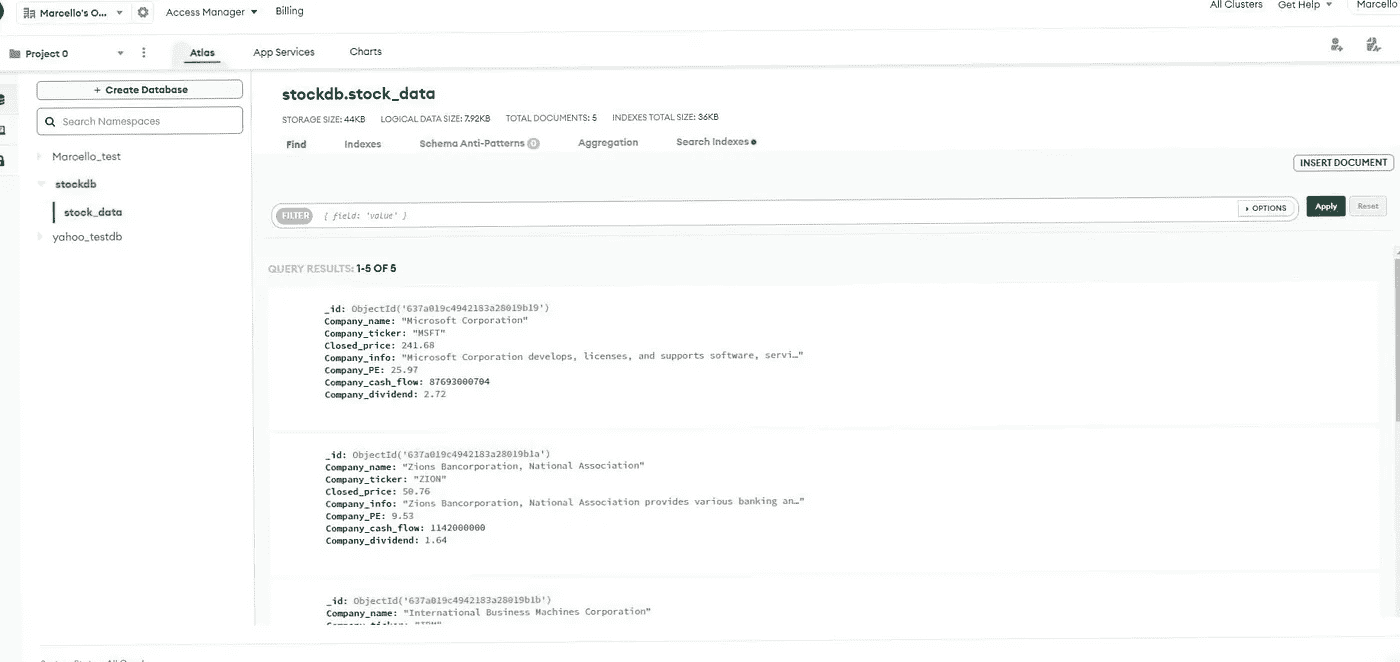 Marcello's O... Access Manager Billing All Clusters Get Help Marcello
Project 0 Atlas App Services Charts
+ Create Database
Search Namespaces
Marcello_test
stockdb
stock_data
yahoo_testdb
stockdb.stock_data
STORAGE SIZE: 44KB LOGICAL DATA SIZE: 7.92KB TOTAL DOCUMENTS: 5 INDEXES TOTAL SIZE: 36KB
Find Indexes Schema Anti-Patterns 0 Aggregation Search Indexes
INSERT DOCUMENT
FILTER { field: 'value' } OPTIONS Apply Reset
QUERY RESULTS: 1-5 OF 5
_id: ObjectId('637a019c4942183a28019b19')
Company_name: "Microsoft Corporation"
Company_ticker: "MSFT"
Closed_price: 241.68
Company_info: "Microsoft Corporation develops, licenses, and supports software, servi…"
Company_PE: 25.97
Company_cash_flow: 87693000704
Company_dividend: 2.72
_id: ObjectId('637a019c4942183a28019b1a')
Company_name: "Zions Bancorporation, National Association"
Company_ticker: "ZION"
Closed_price: 50.76
Company_info: "Zions Bancorporation, National Association provides various banking an…"
Company_PE: 9.53
Company_cash_flow: 1142000000
Company_dividend: 1.64
_id: ObjectId('637a019c4942183a28019b1b')
Company_name: "International Business Machines Corporation"
Company_ticker: "IBM"